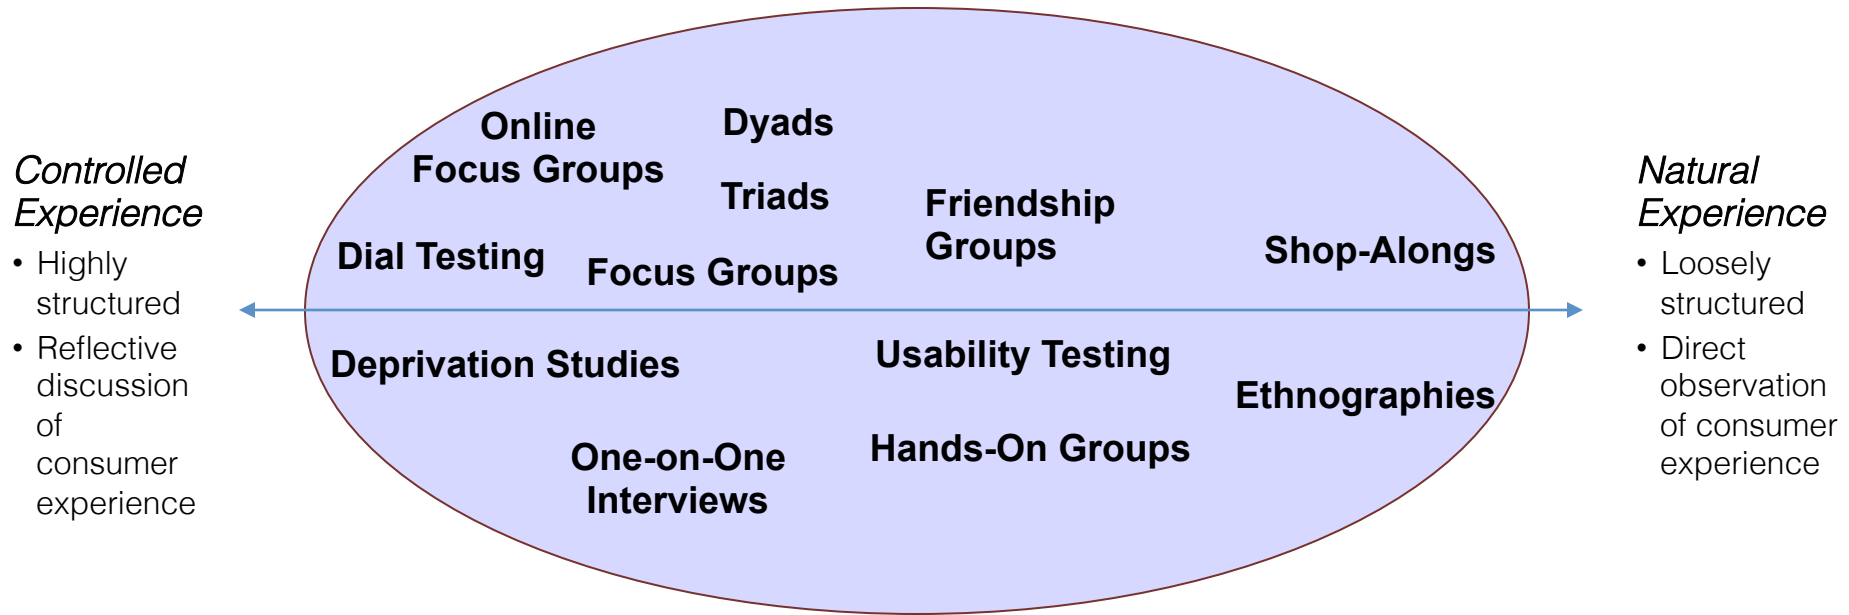 Controlled
Experience
• Highly
structured
• Reflective
discussion
of
consumer
experience
Online
Focus Groups
Dyads
Triads
Friendship
Groups
Dial Testing
Focus Groups
Shop-Alongs
Deprivation Studies
Usability Testing
Ethnographies
One-on-One
Interviews
Hands-On Groups
Natural
Experience
• Loosely
structured
• Direct
observation
of consumer
experience